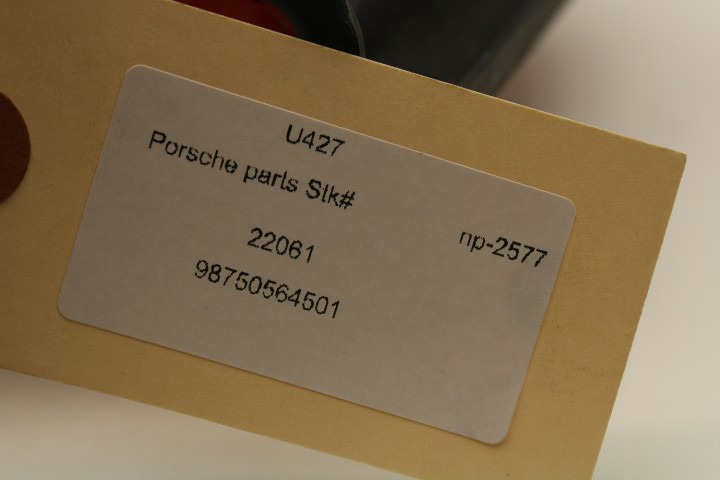 U427
Porsche parts Stk#
np-2577
22061
98750564501